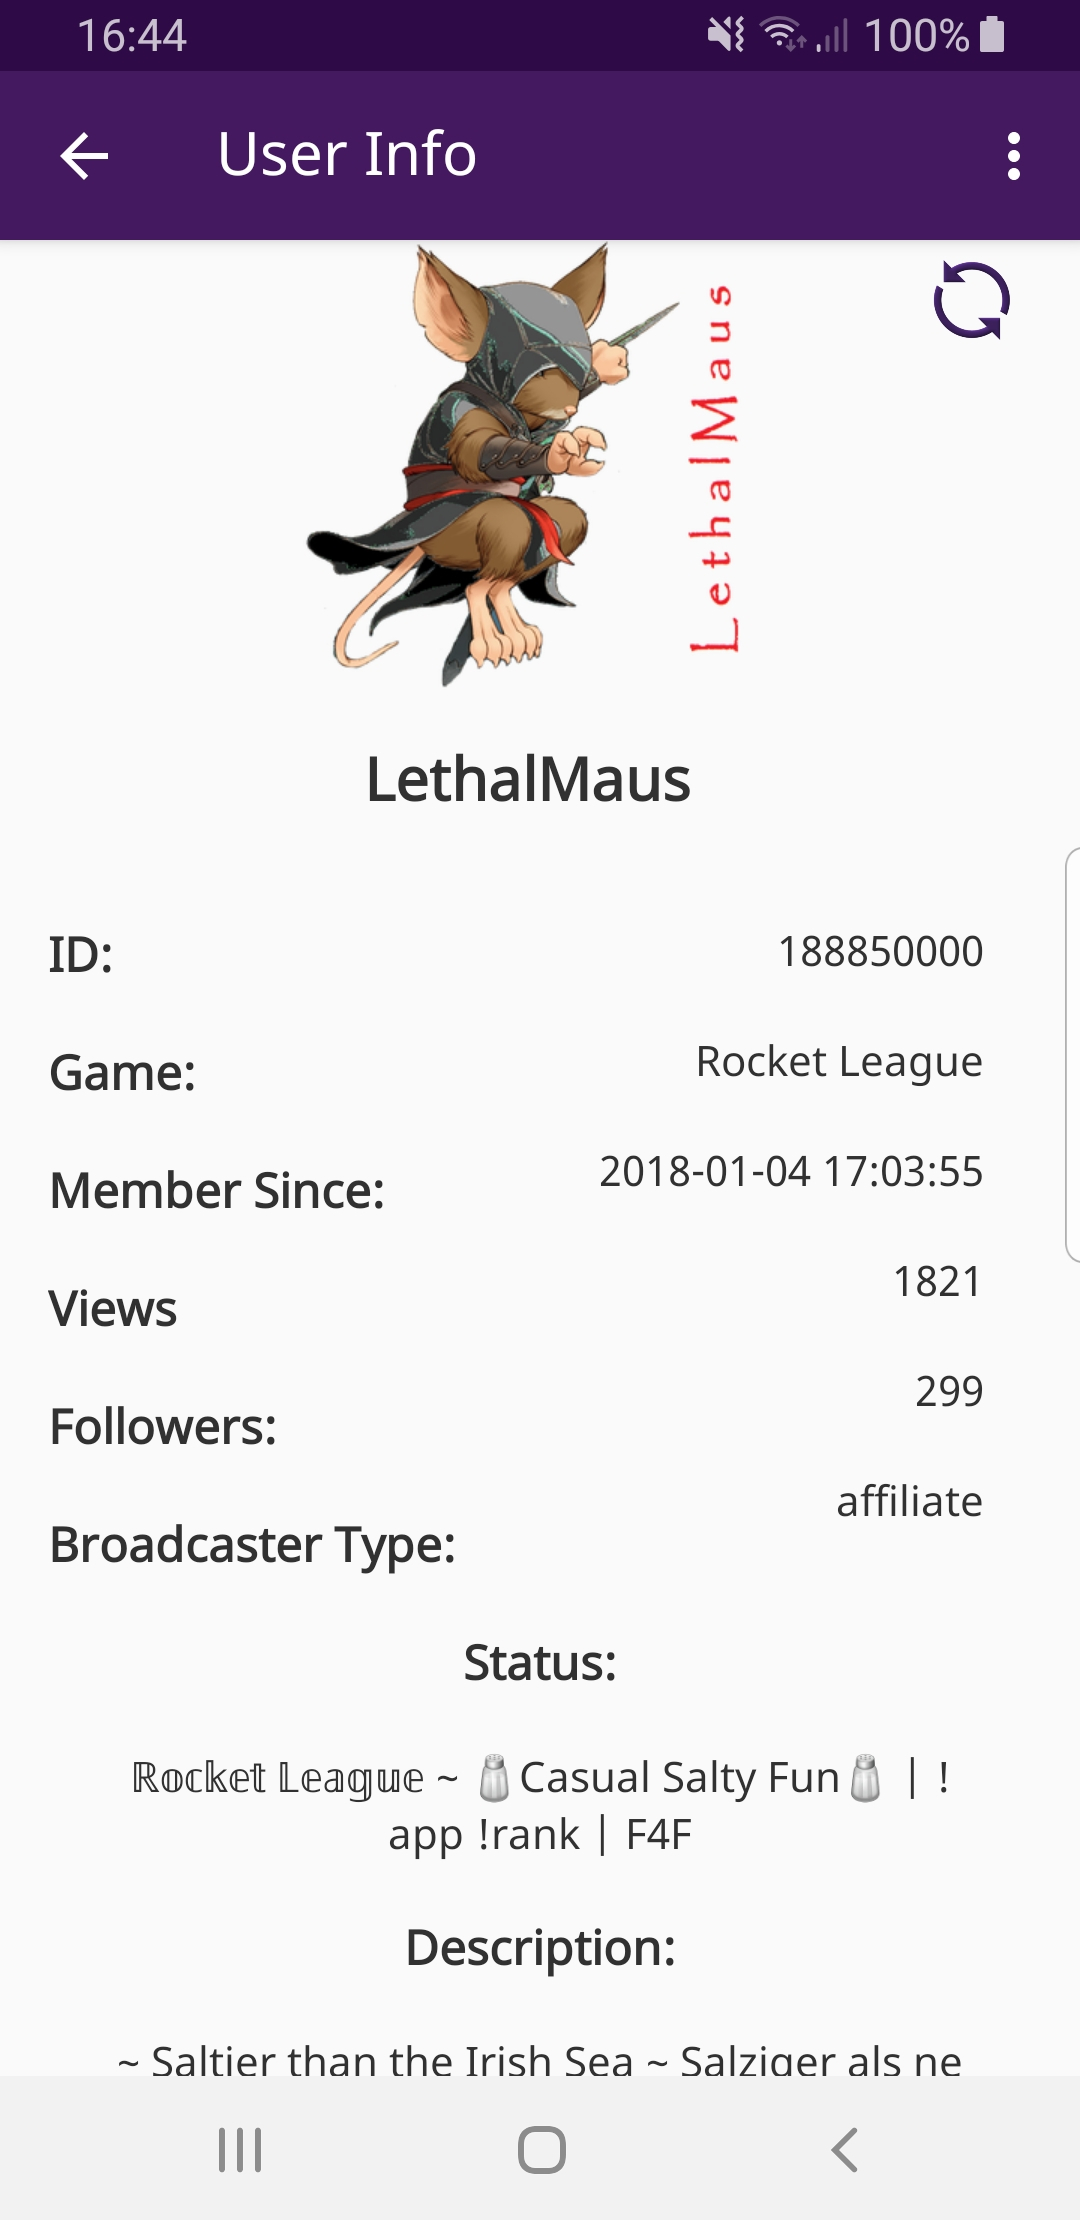 16:44 100%
User Info
LethalMaus
LethalMaus
ID: 188850000
Game: Rocket League
Member Since: 2018-01-04 17:03:55
Views 1821
Followers: 299
Broadcaster Type: affiliate
Status:
ℝ𝕠𝕔𝕜𝕖𝕥 𝕃𝕖𝕒𝕘𝕦𝕖 ~ 🧂Casual Salty Fun🧂 | !
app !rank | F4F
Description:
~ Saltier than the Irish Sea ~ Salziger als ne